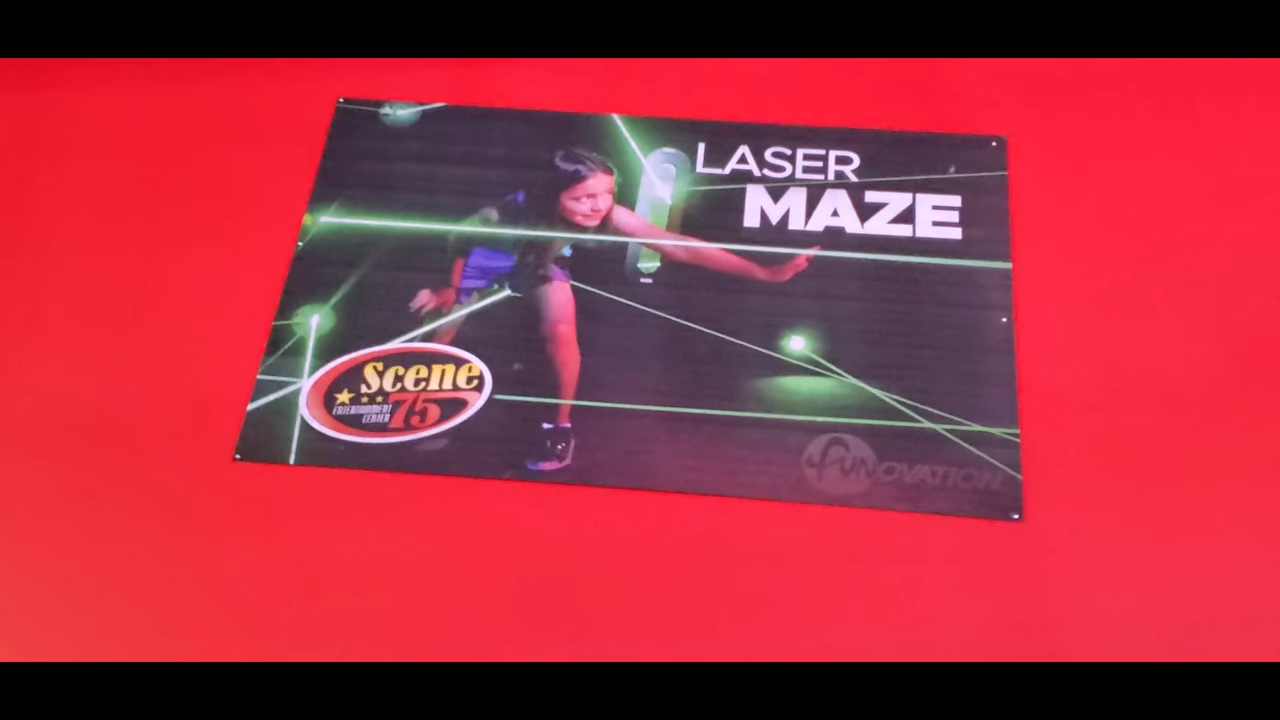 LASER
MAZE
Scene
75
ENTERTAINMENT
CENTER
FUNOVATION